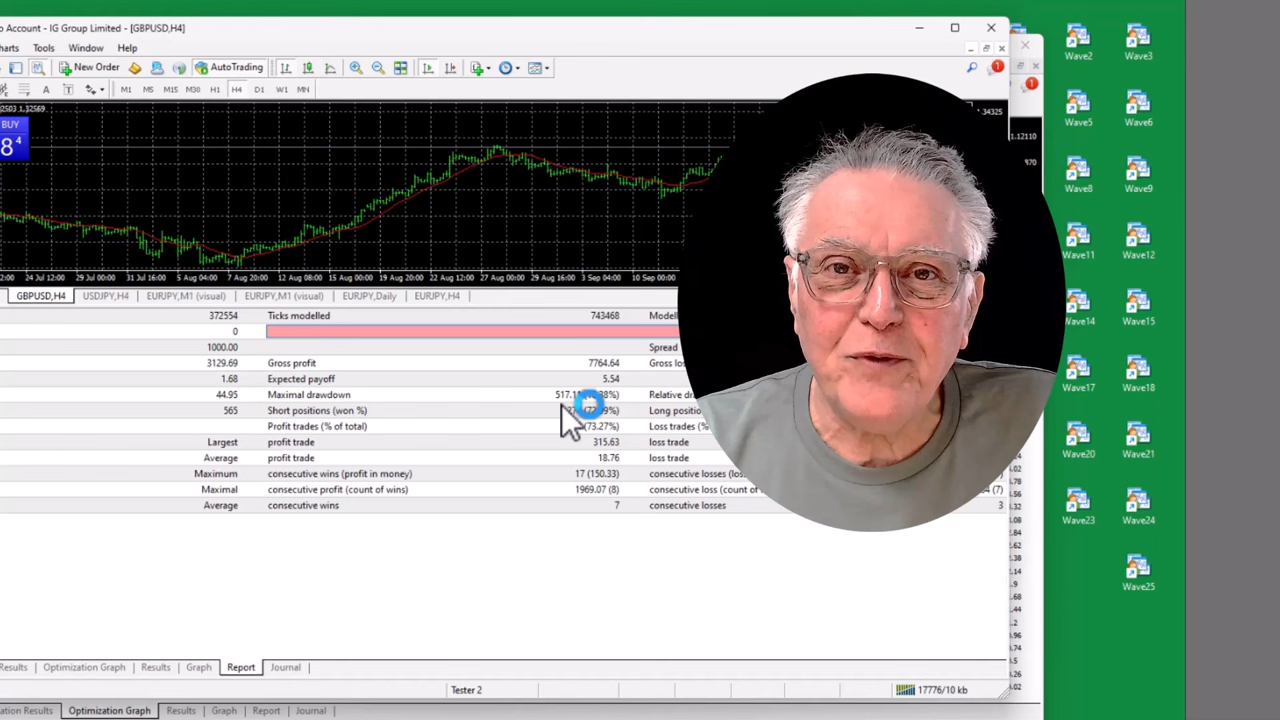 o Account - IG Group Limited - [GBPUSD,H4]
harts Tools Window Help
New Order AutoTrading 1
A T M1 M5 M15 M30 H1 H4 D1 W1 MN
2503 1.32569
1.34325
BUY
8 4
1.12110
970
24 Jul 12:00 29 Jul 00:00 31 Jul 16:00 5 Aug 04:00 7 Aug 20:00 12 Aug 08:00 14 Aug 00:00 19 Aug 20:00 22 Aug 12:00 27 Aug 00:00 29 Aug 16:00 3 Sep 04:00 10 Sep 00:00
GBPUSD,H4 USDJPY,H4 EURJPY,M1 (visual) EURJPY,M1 (visual) EURJPY,Daily EURJPY,H4
372554 Ticks modelled 743468 Modell
0
1000.00 Spread
3129.69 Gross profit 7764.64 Gross los
1.68 Expected payoff 5.54
44.95 Maximal drawdown Relative dr
565 Short positions (won %) Long positio
Profit trades (% of total) (73.27%) Loss trades (%
Largest profit trade 315.63 loss trade
Average profit trade 18.76 loss trade
Maximum consecutive wins (profit in money) 17 (150.33) consecutive losses (los
Maximal consecutive profit (count of wins) 1969.07 (8) consecutive loss (count of (7)
Average consecutive wins 7 consecutive losses 3
Results Optimization Graph Results Graph Report Journal
Tester 2 17776/10 kb
ation Results Optimization Graph Results Graph Report Journal
Wave2 Wave3
Wave5 Wave6
Wave8 Wave9
Wave11 Wave12
Wave14 Wave15
Wave17 Wave18
Wave20 Wave21
Wave23 Wave24
Wave25